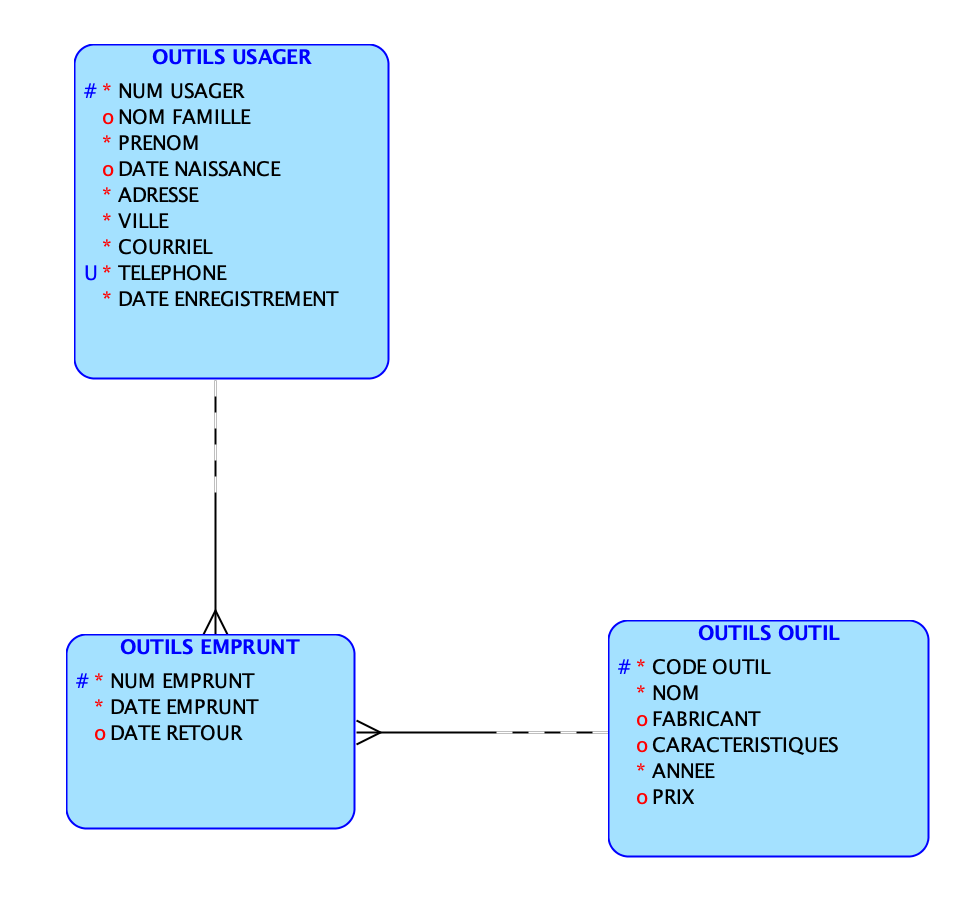 OUTILS USAGER
# * NUM USAGER
o NOM FAMILLE
* PRENOM
o DATE NAISSANCE
* ADRESSE
* VILLE
* COURRIEL
U * TELEPHONE
* DATE ENREGISTREMENT
OUTILS EMPRUNT
# * NUM EMPRUNT
* DATE EMPRUNT
o DATE RETOUR
OUTILS OUTIL
# * CODE OUTIL
* NOM
o FABRICANT
o CARACTERISTIQUES
* ANNEE
o PRIX